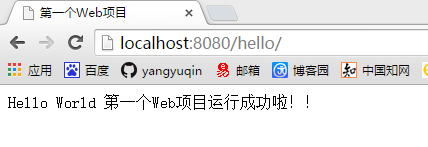 第一个Web项目
localhost:8080/hello/
应用 百度 yangyuqin 邮箱 博客园 知 中国知网
Hello World 第一个Web项目运行成功啦！！